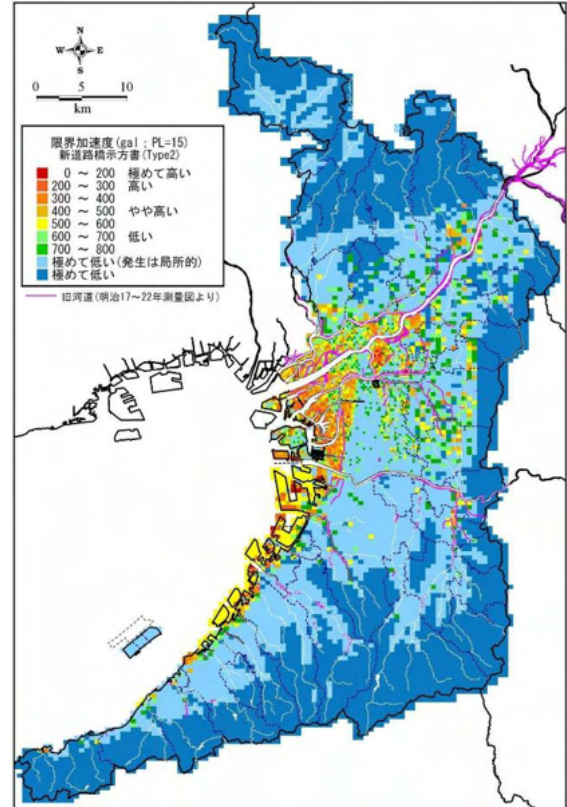 N
W E
S
0 5 10
km
限界加速度(gal : PL=15)
新道路橋示方書(Type2)
0 ～ 200 極めて高い
200 ～ 300 高い
300 ～ 400
400 ～ 500 やや高い
500 ～ 600
600 ～ 700 低い
700 ～ 800
極めて低い(発生は局所的)
極めて低い
旧河道(明治17～22年測量図より)